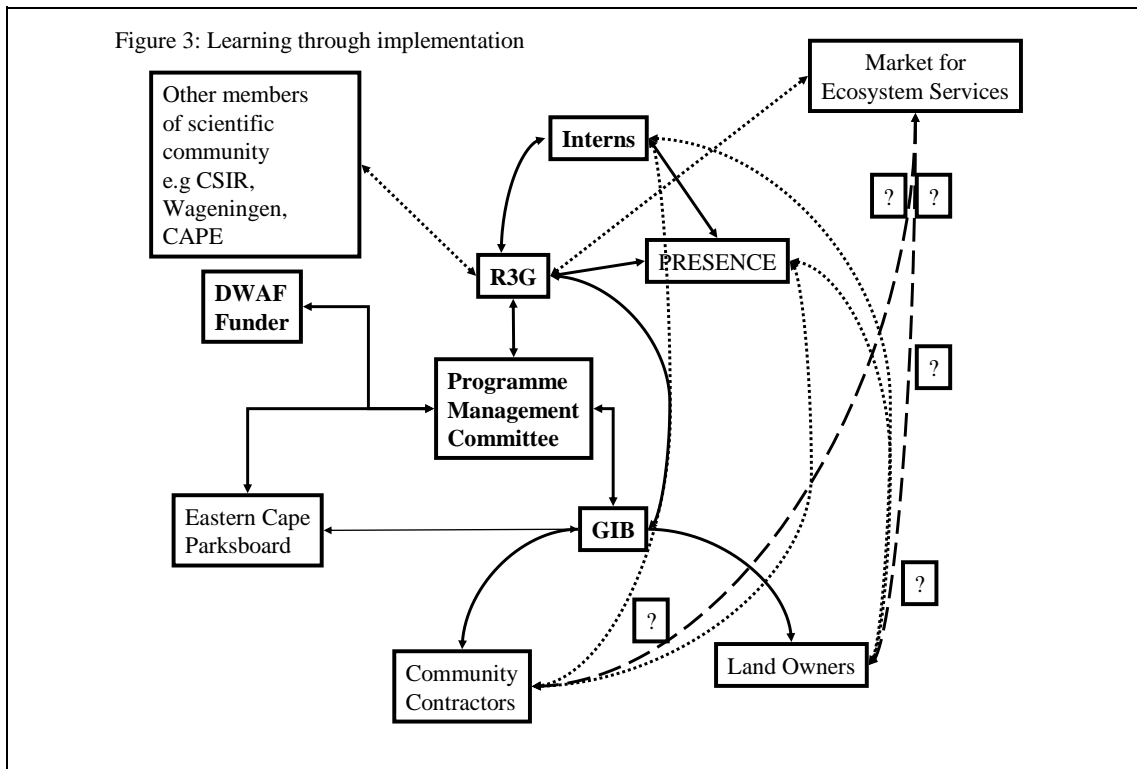 Figure 3: Learning through implementation
Market for
Ecosystem Services
Other members
of scientific
community
e.g CSIR,
Wageningen,
CAPE
Interns
?
?
R3G
PRESENCE
DWAF
Funder
?
Programme
Management
Committee
Eastern Cape
Parksboard
GIB
?
?
Community
Contractors
Land Owners